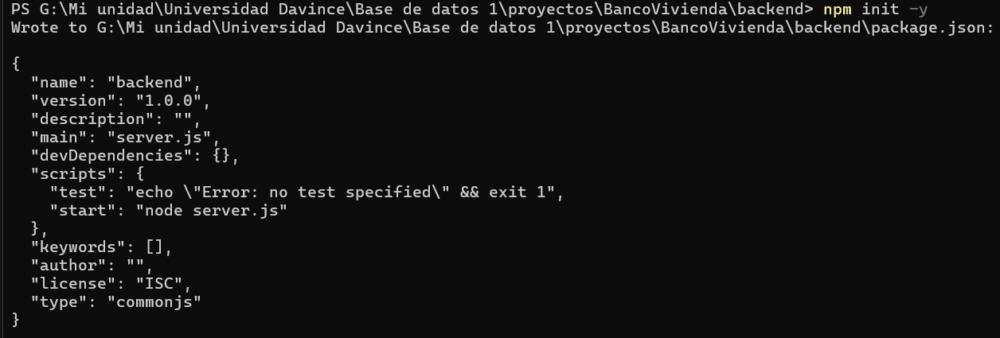 PS G:\Mi unidad\Universidad Davince\Base de datos 1\proyectos\BancoVivienda\backend> npm init -y
Wrote to G:\Mi unidad\Universidad Davince\Base de datos 1\proyectos\BancoVivienda\backend\package.json:
{
  "name": "backend",
  "version": "1.0.0",
  "description": "",
  "main": "server.js",
  "devDependencies": {},
  "scripts": {
    "test": "echo \"Error: no test specified\" && exit 1",
    "start": "node server.js"
  },
  "keywords": [],
  "author": "",
  "license": "ISC",
  "type": "commonjs"
}